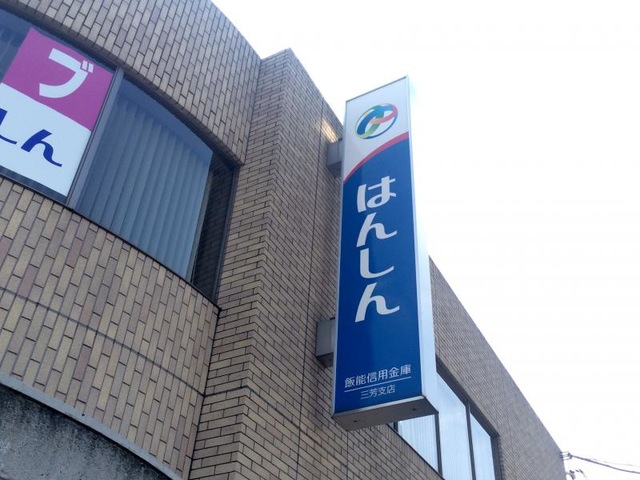 ブ
しん
はんしん
飯能信用金庫
三芳支店